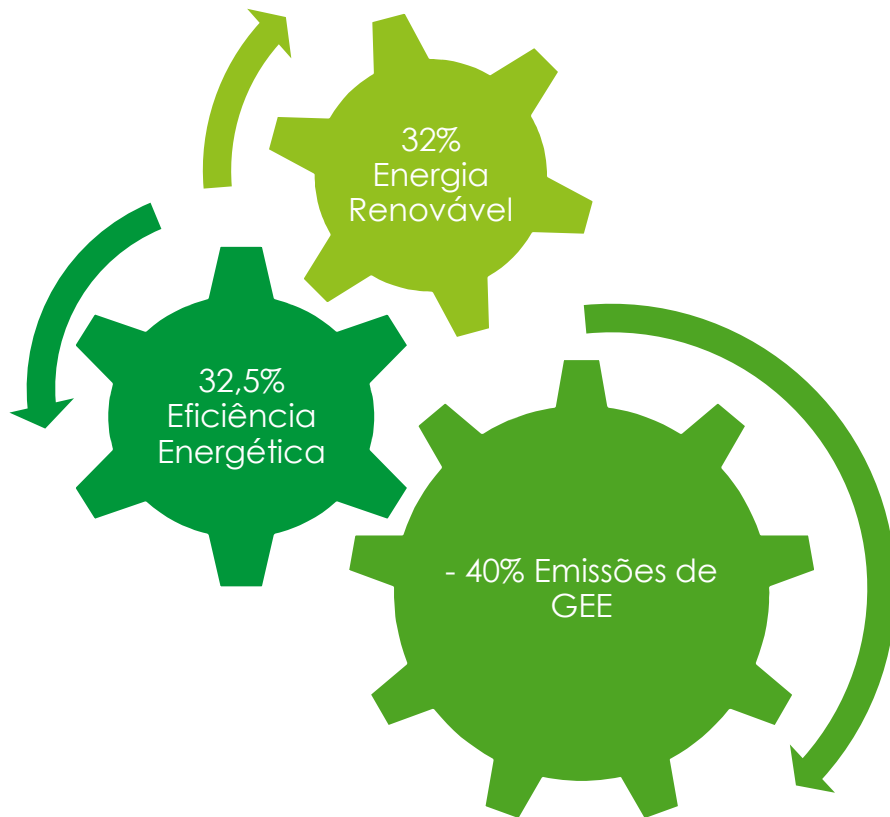 32%
Energia
Renovável
32,5%
Eficiência
Energética
- 40% Emissões de
GEE